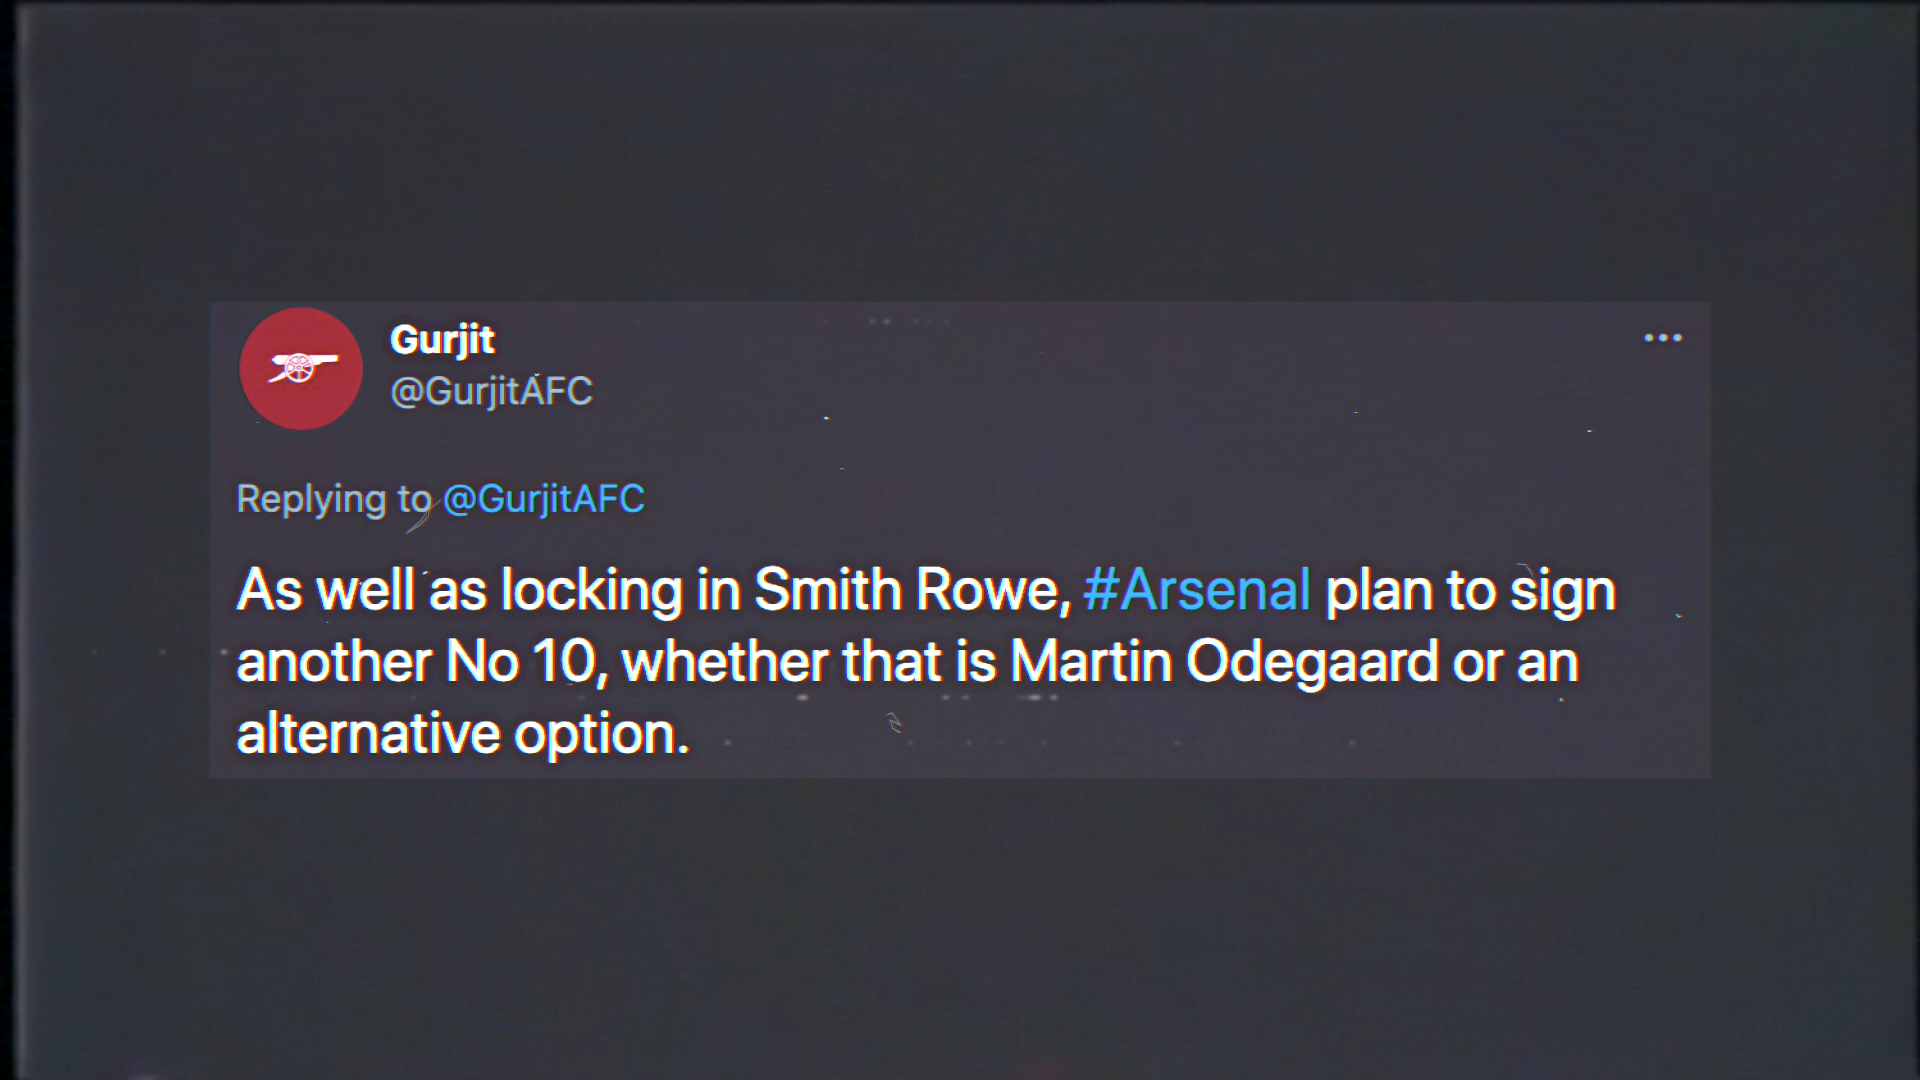 Gurjit
@GurjitAFC
Replying to @GurjitAFC
As well as locking in Smith Rowe, #Arsenal plan to sign
another No 10, whether that is Martin Odegaard or an
alternative option.